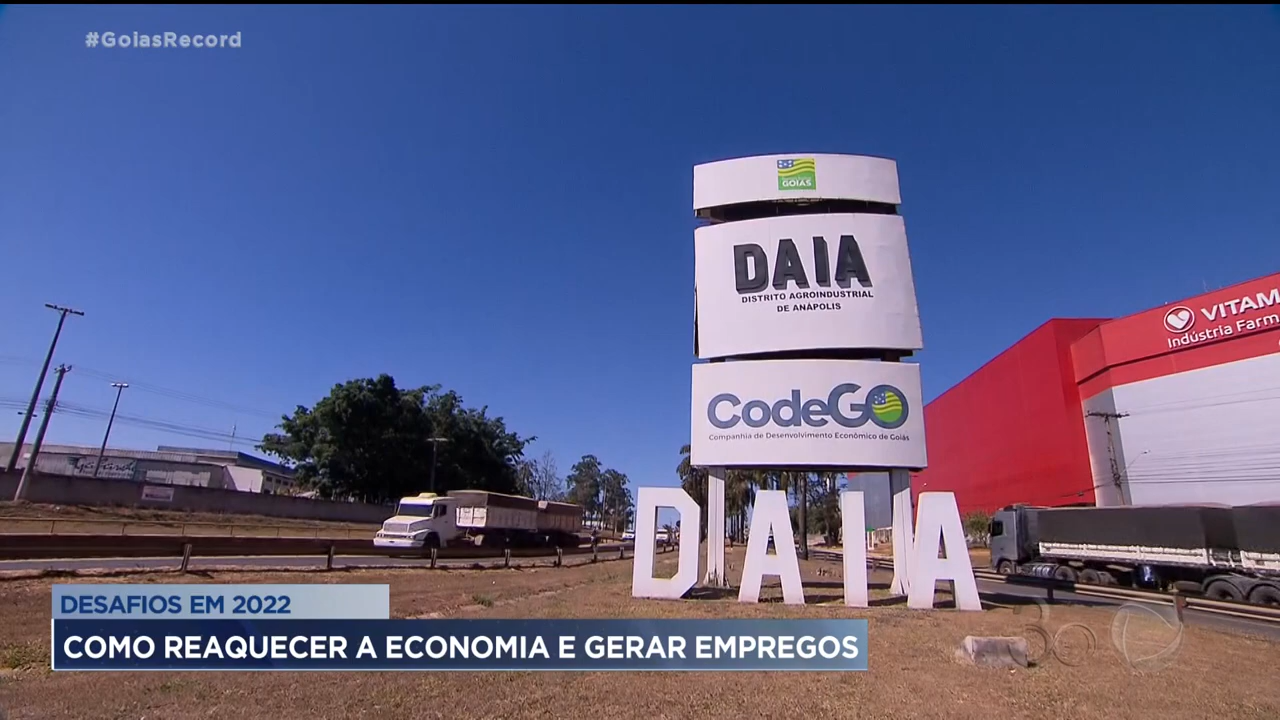 #GoiasRecord
GOIÁS
DAIA
DISTRITO AGROINDUSTRIAL
DE ANÁPOLIS
CodeGO
Companhia de Desenvolvimento Econômico de Goiás
VITAM
Indústria Farm
DAIA
DESAFIOS EM 2022
COMO REAQUECER A ECONOMIA E GERAR EMPREGOS
30